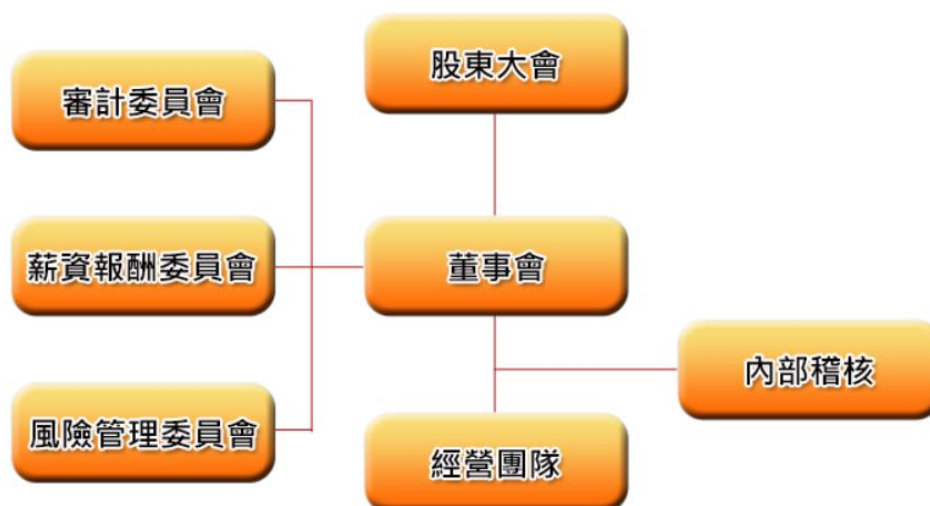 股東大會
審計委員會
薪資報酬委員會
董事會
內部稽核
風險管理委員會
經營團隊